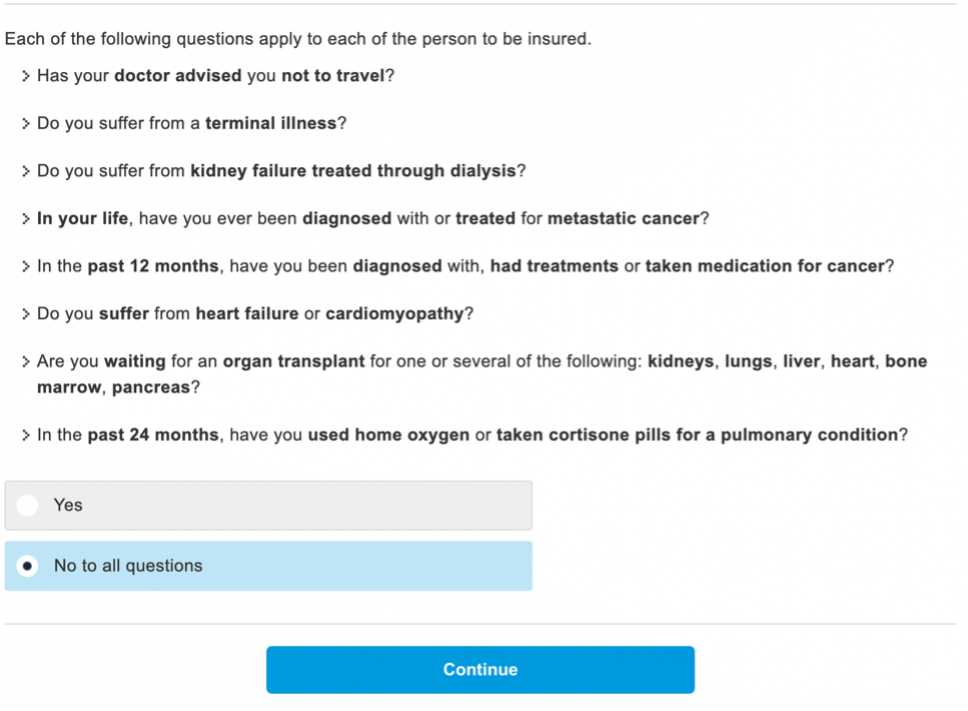 Each of the following questions apply to each of the person to be insured.
> Has your doctor advised you not to travel?
> Do you suffer from a terminal illness?
> Do you suffer from kidney failure treated through dialysis?
> In your life, have you ever been diagnosed with or treated for metastatic cancer?
> In the past 12 months, have you been diagnosed with, had treatments or taken medication for cancer?
> Do you suffer from heart failure or cardiomyopathy?
> Are you waiting for an organ transplant for one or several of the following: kidneys, lungs, liver, heart, bone
marrow, pancreas?
> In the past 24 months, have you used home oxygen or taken cortisone pills for a pulmonary condition?
Yes
No to all questions
Continue